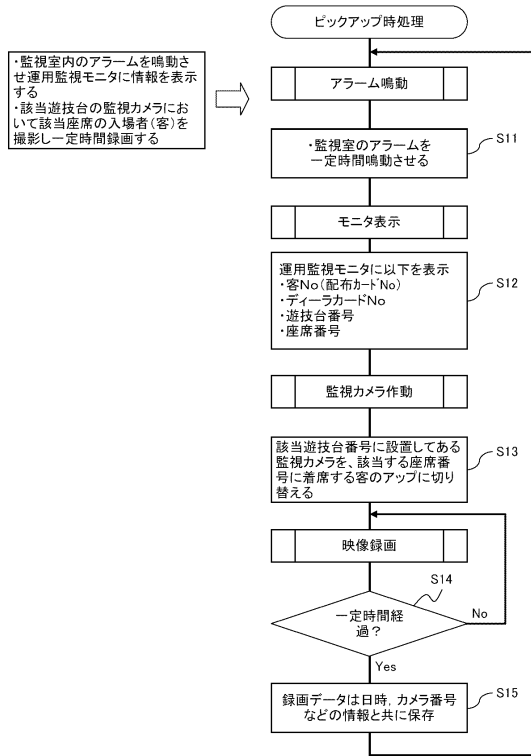 ピックアップ時処理
・監視室内のアラームを鳴動さ
せ運用監視モニタに情報を表示
する
・該当遊技台の監視カメラにお
いて該当座席の入場者(客)を
撮影し一定時間録画する
アラーム鳴動
S11
・監視室のアラームを
一定時間鳴動させる
モニタ表示
S12
運用監視モニタに以下を表示
・客No(配布カードNo)
・ディーラカードNo
・遊技台番号
・座席番号
監視カメラ作動
S13
該当遊技台番号に設置してある
監視カメラを、該当する座席番
号に着席する客のアップに切り
替える
映像録画
S14
一定時間経
過?
No
Yes
S15
録画データは日時，カメラ番号
などの情報と共に保存